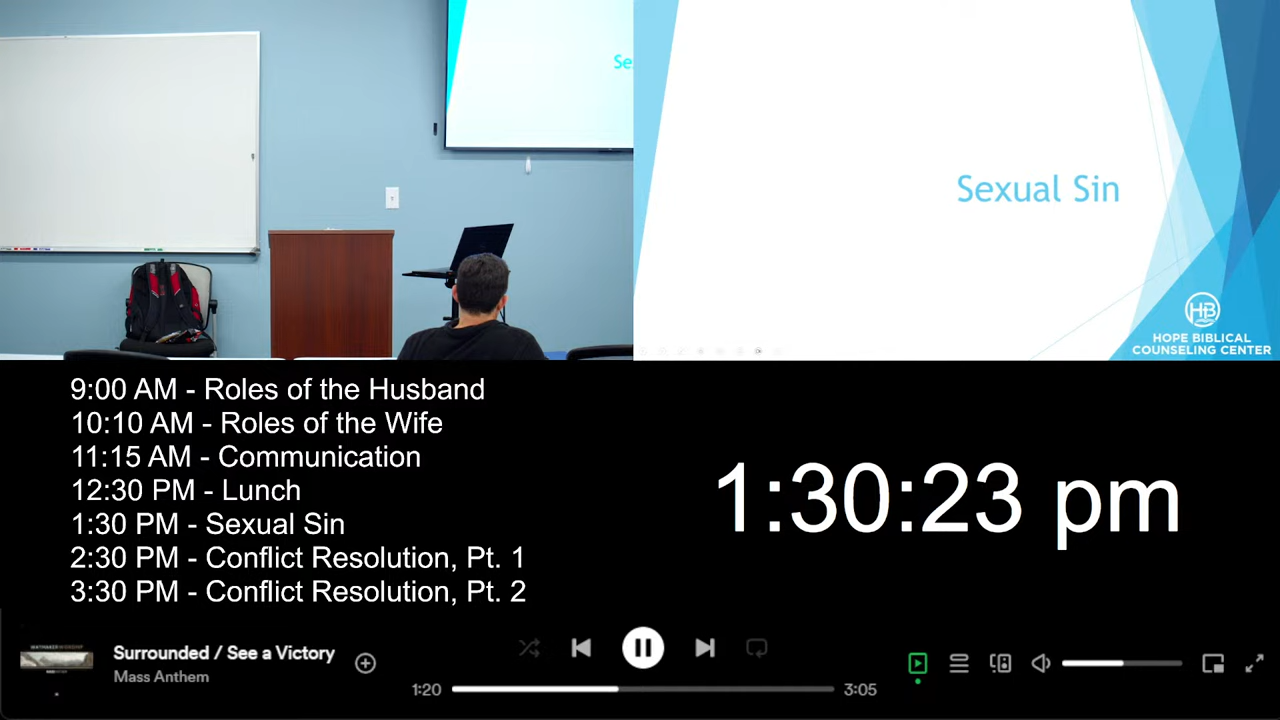 Se
Sexual Sin
HB
HOPE BIBLICAL
COUNSELING CENTER
9:00 AM - Roles of the Husband
10:10 AM - Roles of the Wife
11:15 AM - Communication
12:30 PM - Lunch
1:30 PM - Sexual Sin
2:30 PM - Conflict Resolution, Pt. 1
3:30 PM - Conflict Resolution, Pt. 2
1:30:23 pm
Surrounded / See a Victory
Mass Anthem
1:20
3:05